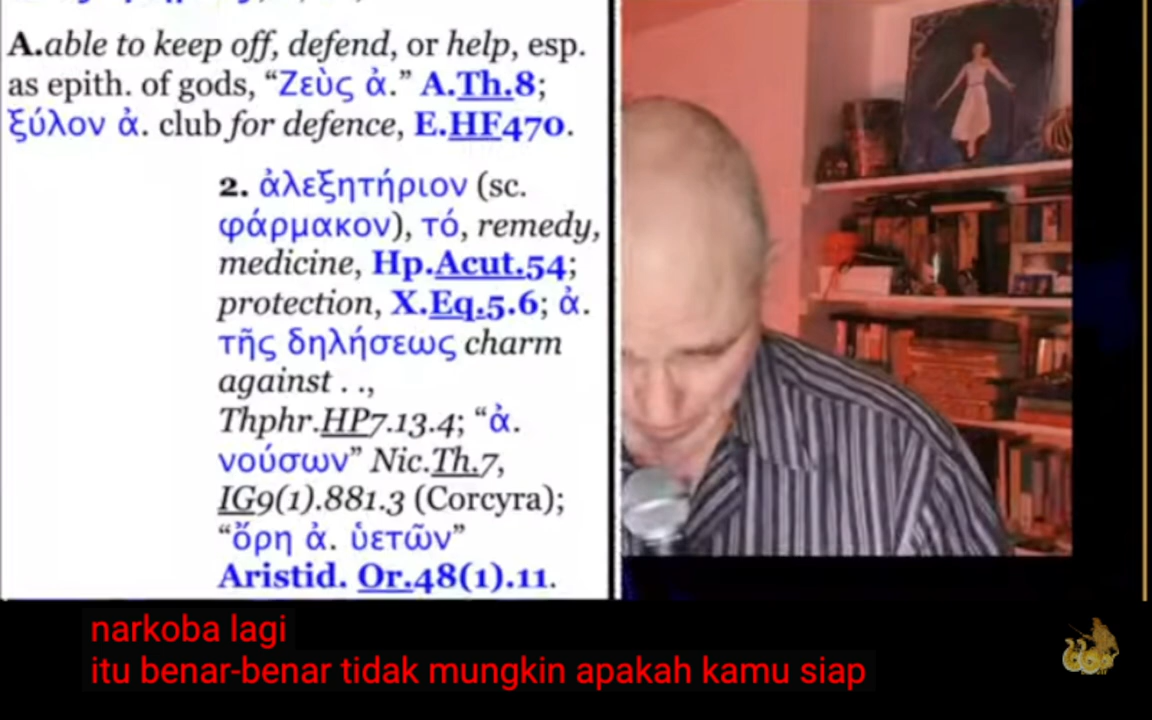 A.able to keep off, defend, or help, esp.
as epith. of gods, “Ζεὺς ἀ.” A.Th.8;
ξύλον ἀ. club for defence, E.HF470.
2. ἀλεξητήριον (sc.
φάρμακον), τό, remedy,
medicine, Hp.Acut.54;
protection, X.Eq.5.6; ἀ.
τῆς δηλήσεως charm
against . .,
Thphr.HP7.13.4; “ἀ.
νούσων” Nic.Th.7,
IG9(1).881.3 (Corcyra);
“ὄρη ἀ. ὑετῶν”
Aristid. Or.48(1).11.
narkoba lagi
itu benar-benar tidak mungkin apakah kamu siap